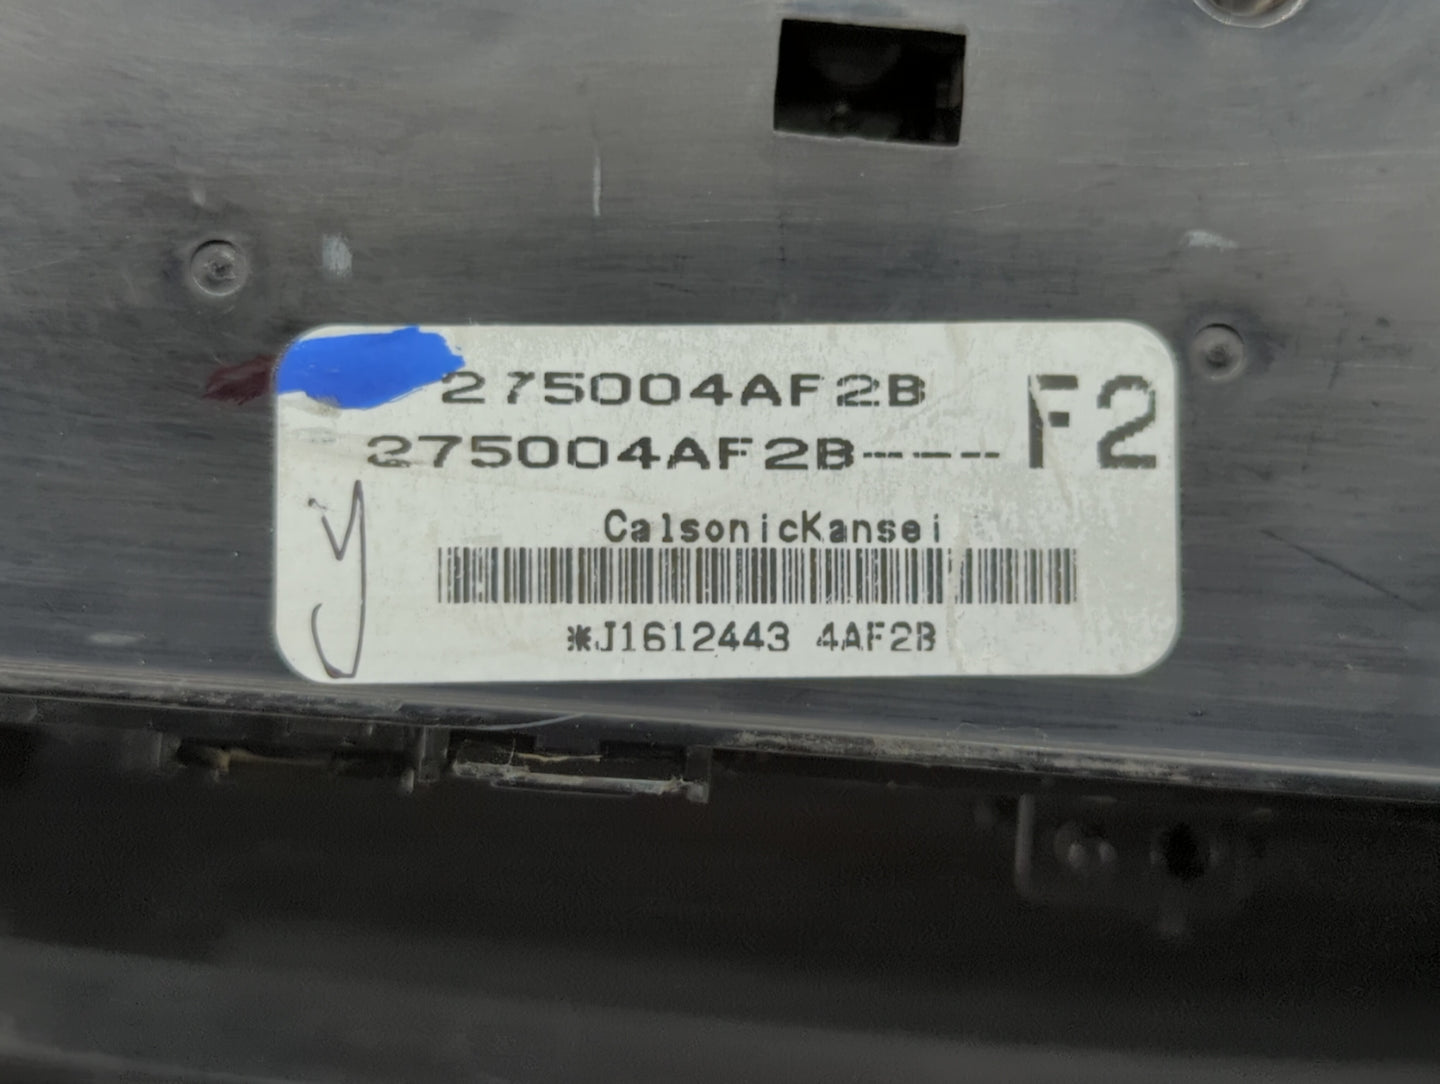 275004AF2B
275004AF2B---- F2
CalsonicKansei
*J1612443 4AF2B
y